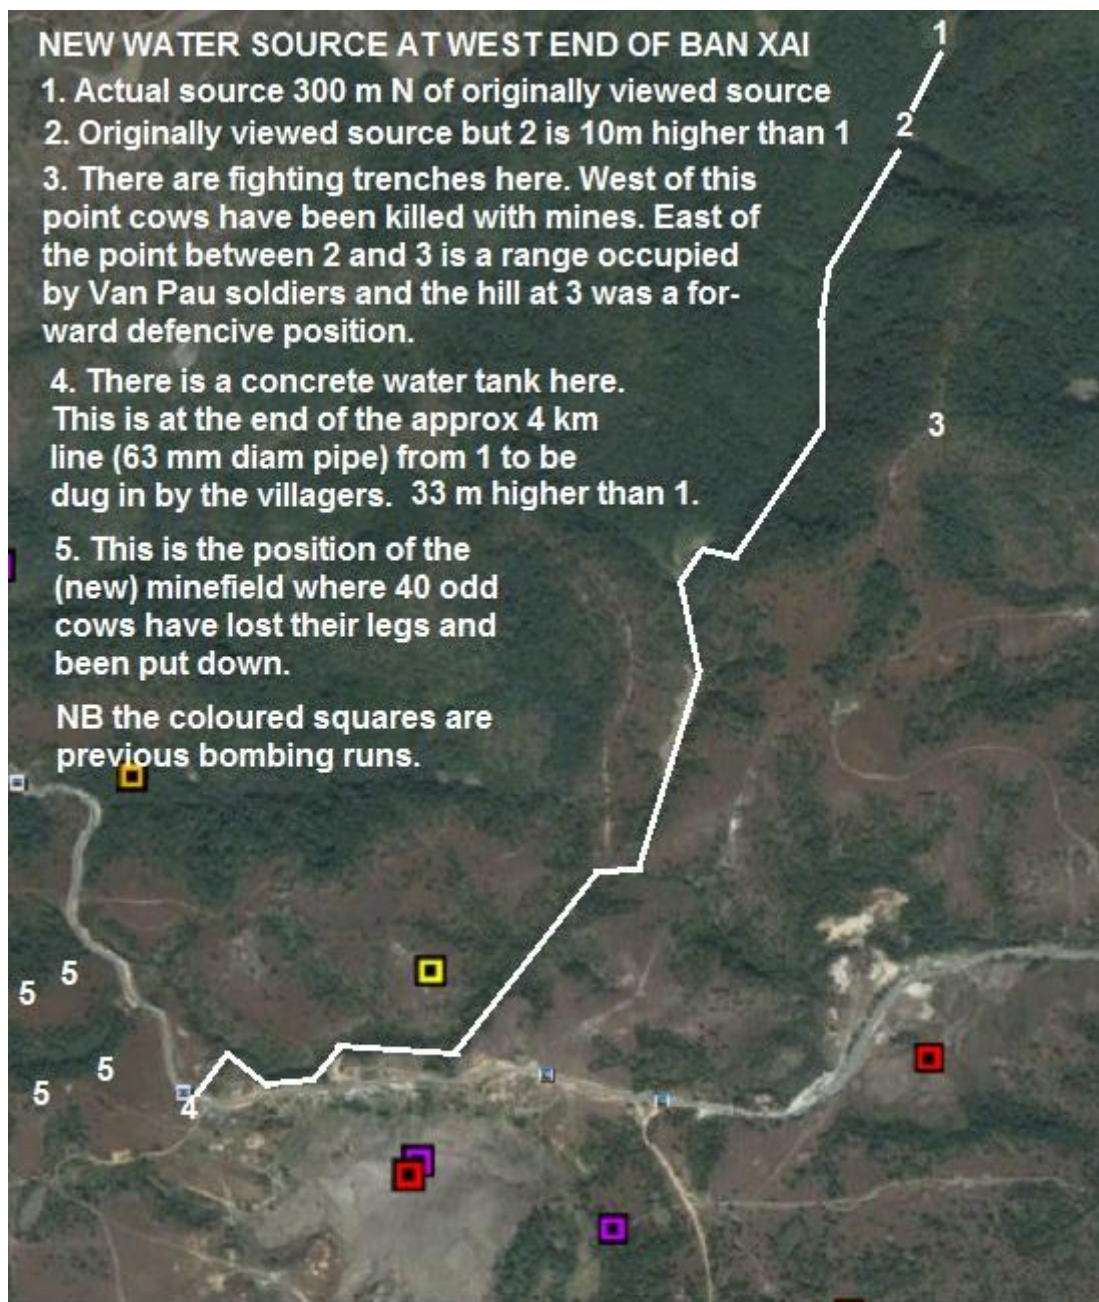 NEW WATER SOURCE AT WEST END OF BAN XAI
1. Actual source 300 m N of originally viewed source
2. Originally viewed source but 2 is 10m higher than 1
3. There are fighting trenches here. West of this
point cows have been killed with mines. East of
the point between 2 and 3 is a range occupied
by Van Pau soldiers and the hill at 3 was a for-
ward defencive position.
4. There is a concrete water tank here.
This is at the end of the approx 4 km
line (63 mm diam pipe) from 1 to be
dug in by the villagers. 33 m higher than 1.
5. This is the position of the
(new) minefield where 40 odd
cows have lost their legs and
been put down.
NB the coloured squares are
previous bombing runs.
1
2
3
5
5
5
5
4